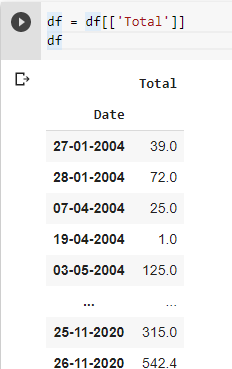 df = df[['Total']]
df
Total
Date
27-01-2004 39.0
28-01-2004 72.0
07-04-2004 25.0
19-04-2004 1.0
03-05-2004 125.0
... ...
25-11-2020 315.0
26-11-2020 542.4